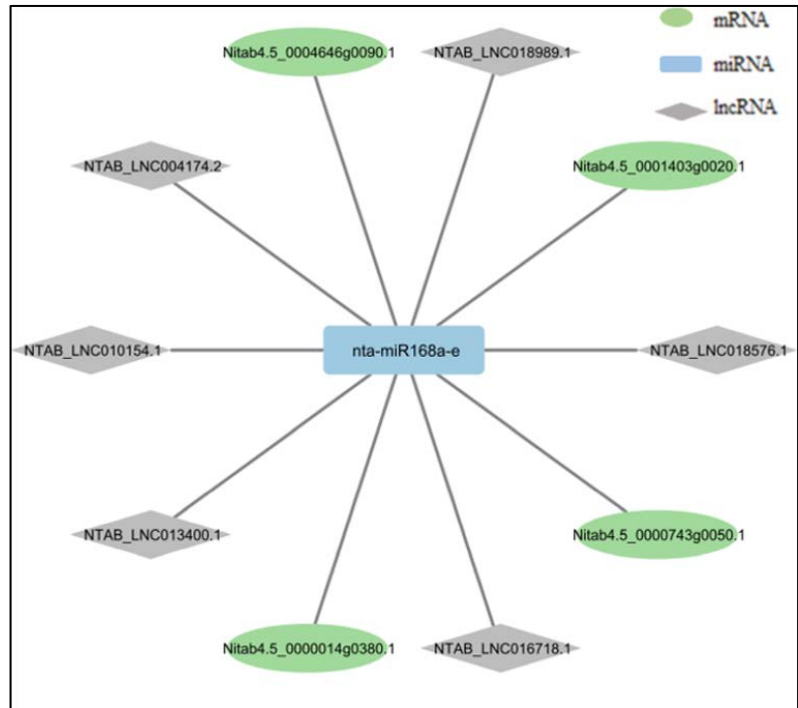 Nitab4.5_0004646g0090.1
NTAB_LNC018989.1
mRNA
miRNA
lncRNA
NTAB_LNC004174.2
Nitab4.5_0001403g0020.1
NTAB_LNC010154.1
nta-miR168a-e
NTAB_LNC018576.1
NTAB_LNC013400.1
Nitab4.5_0000743g0050.1
Nitab4.5_0000014g0380.1
NTAB_LNC016718.1